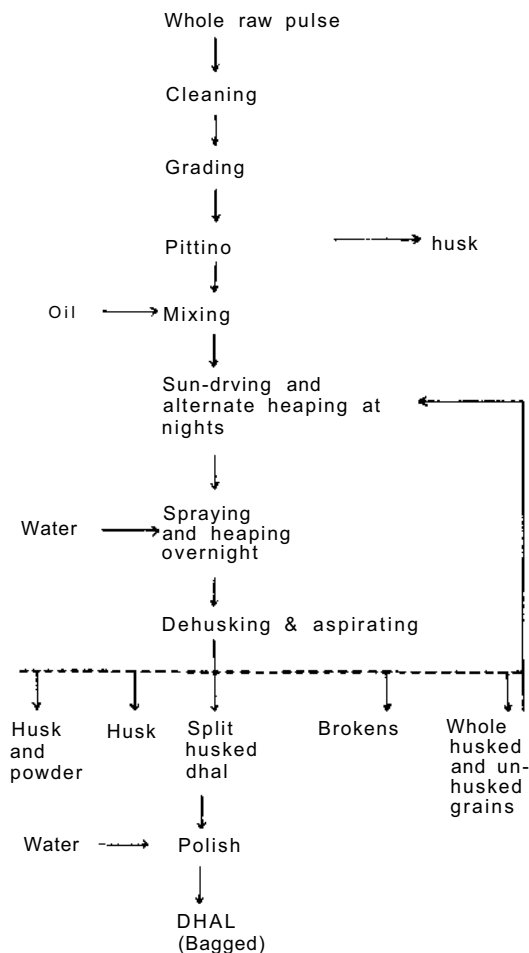 Whole raw pulse
Cleaning
Grading
Pittino
husk
Oil
Mixing
Sun-drving and
alternate heaping at
nights
Water
Spraying
and heaping
overnight
Dehusking & aspirating
Husk
and
powder
Husk
Split
husked
dhal
Brokens
Whole
husked
and un-
husked
grains
Water
Polish
DHAL
(Bagged)